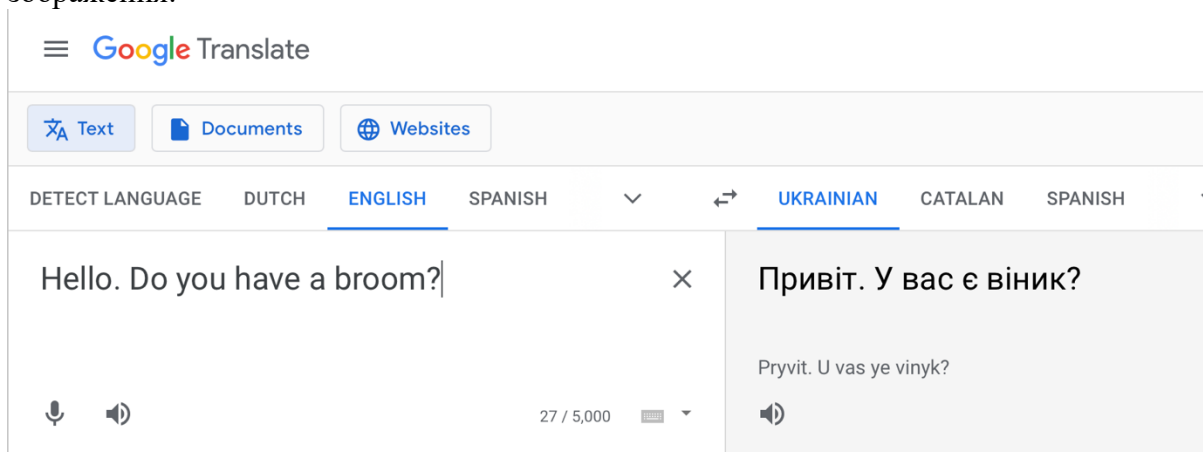 Google Translate
Text Documents Websites
DETECT LANGUAGE DUTCH ENGLISH SPANISH UKRAINIAN CATALAN SPANISH
Hello. Do you have a broom? Привіт. У вас є віник?
Pryvit. U vas ye vinyk?
27 / 5,000